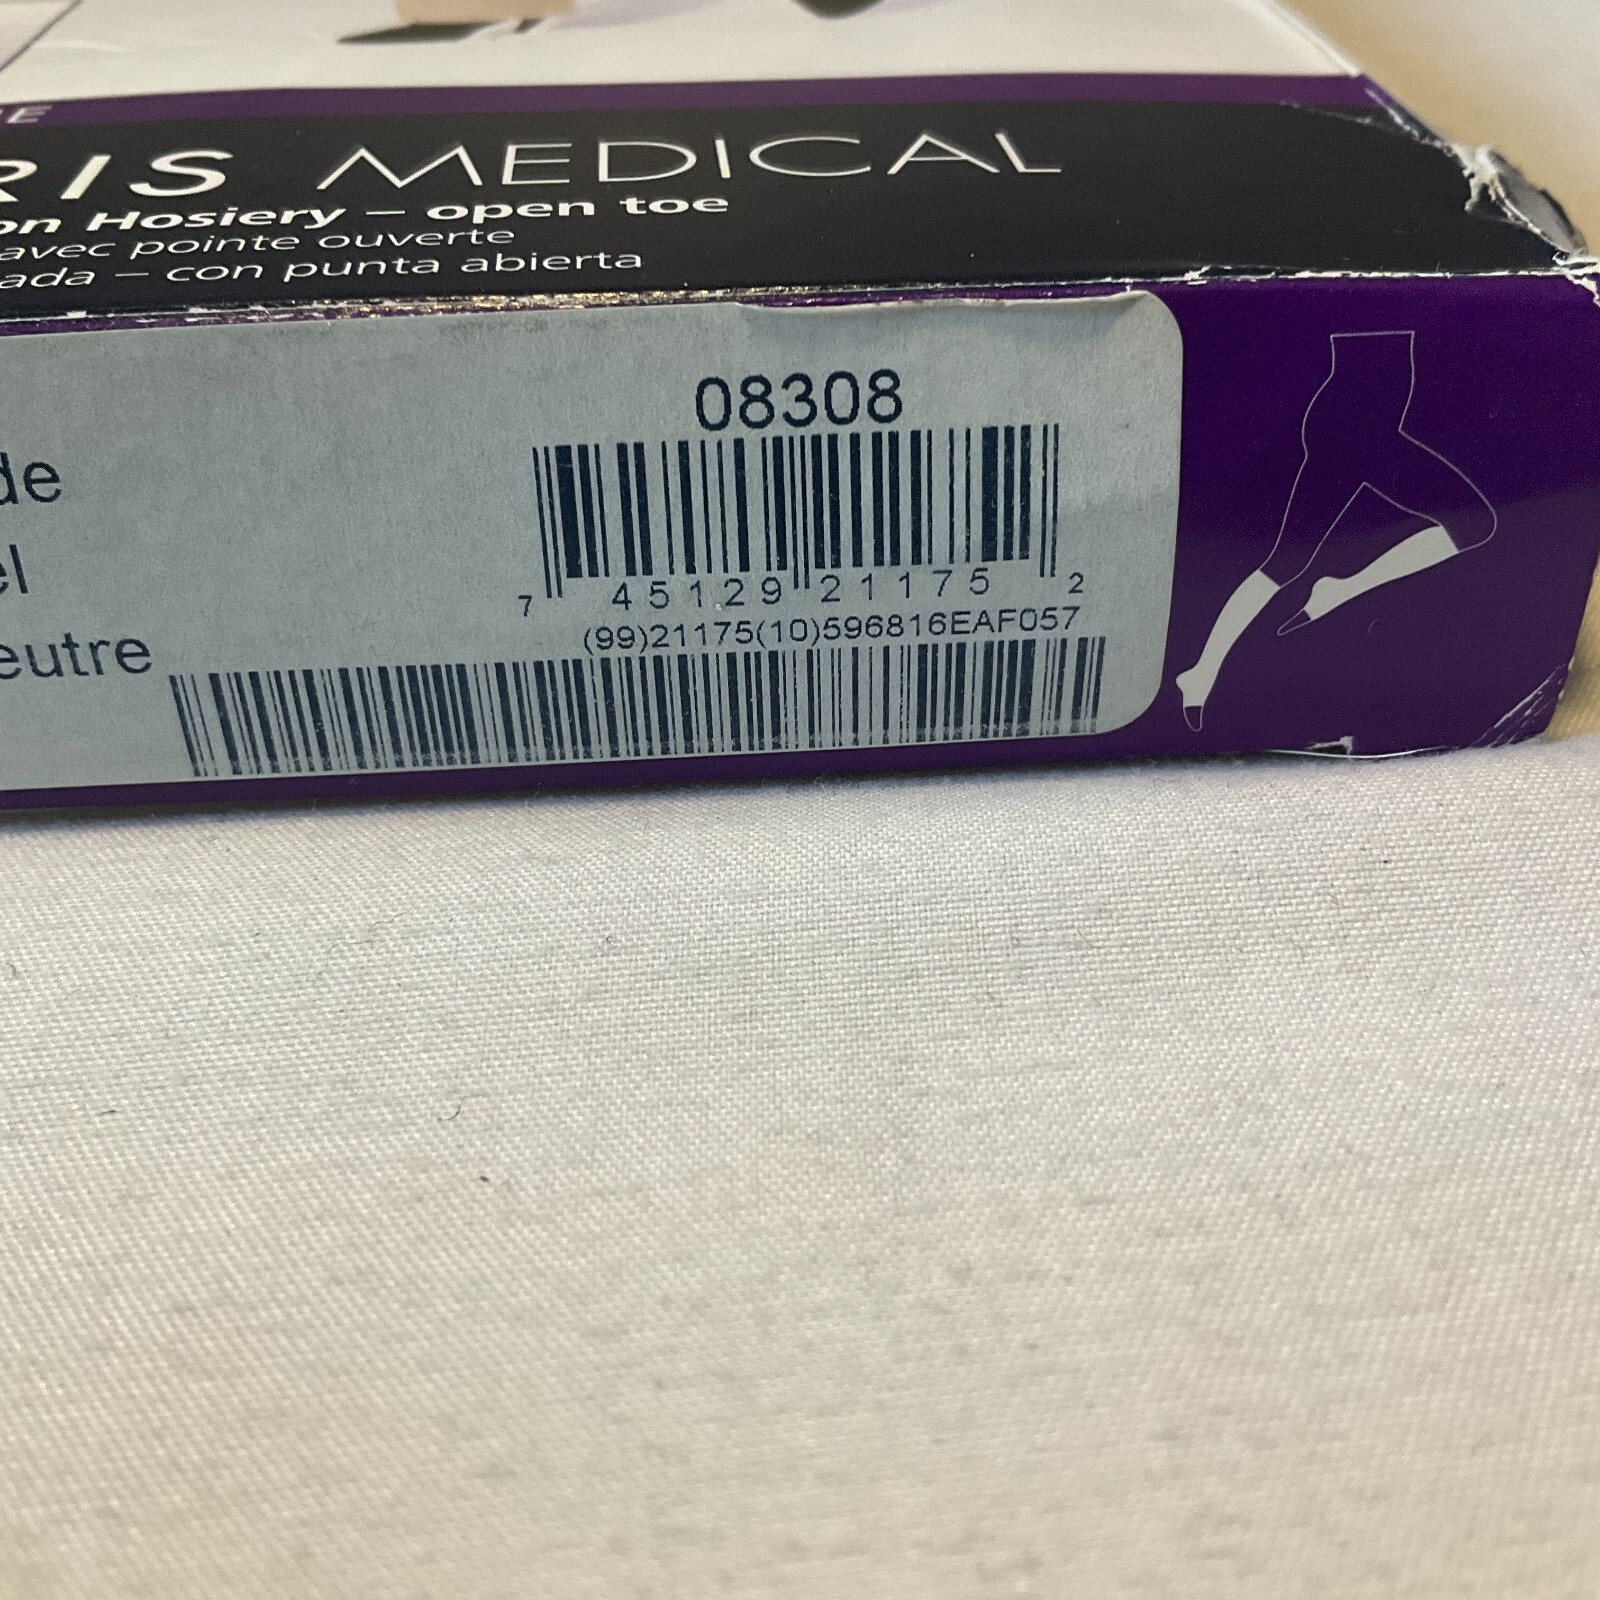 RIS MEDICAL
on Hosiery – open toe
avec pointe ouverte
ada – con punta abierta
08308
de
el
7 45129 21175 2
(99)21175(10)596816EAF057
eutre